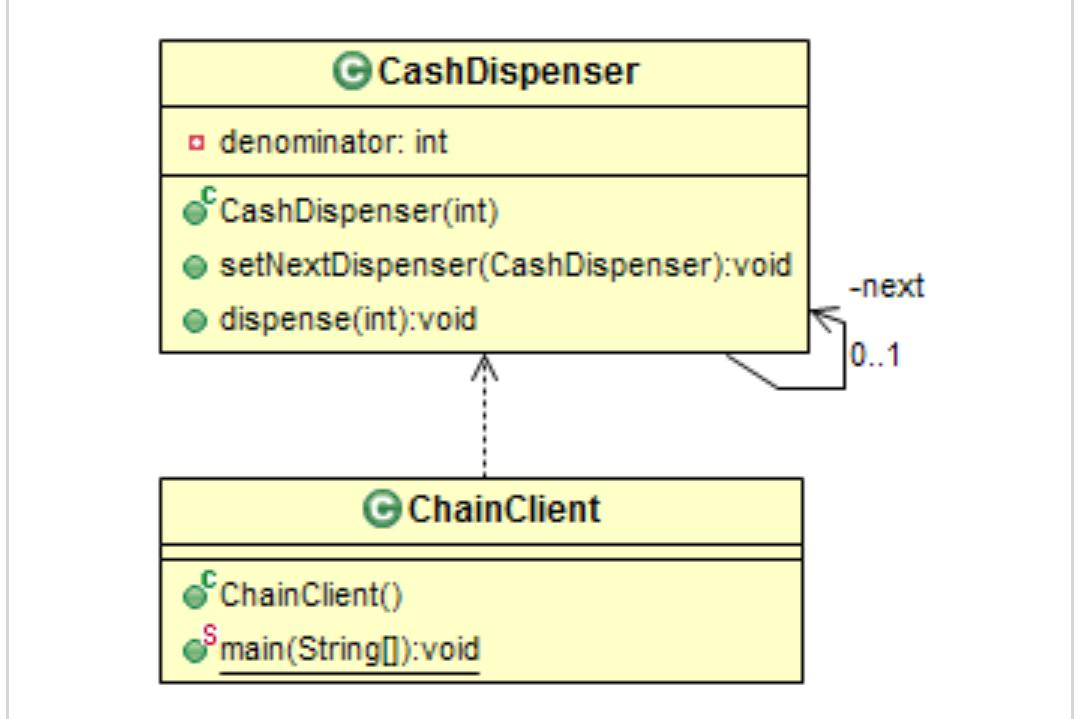 C CashDispenser
denominator: int
C CashDispenser(int)
setNextDispenser(CashDispenser):void
dispense(int):void
-next
0..1
C ChainClient
C ChainClient()
S main(String[]):void